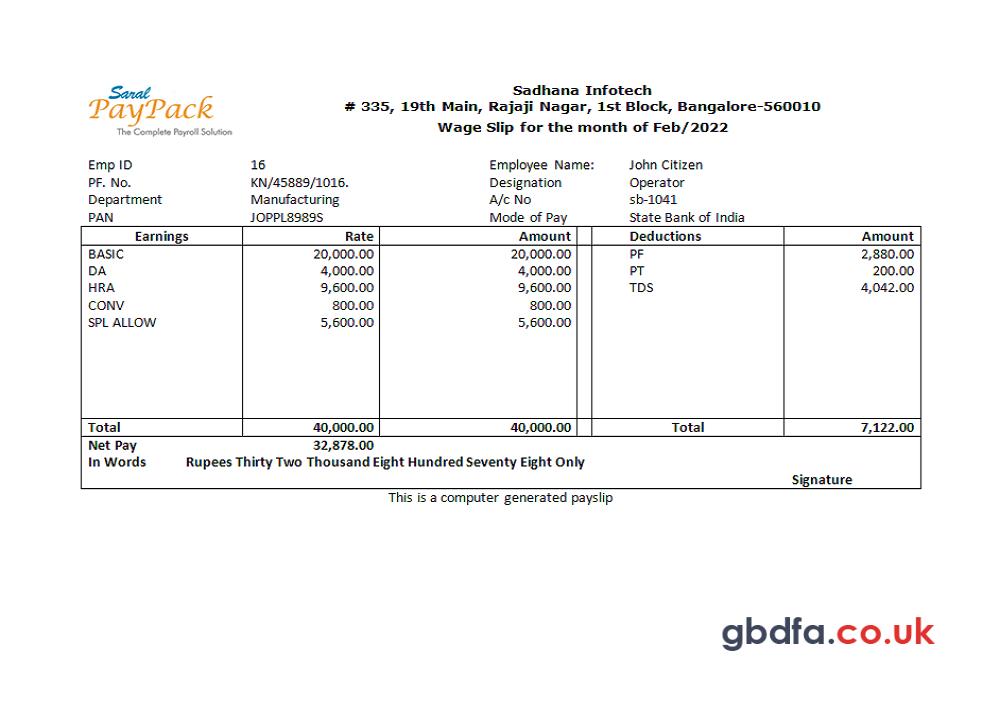 Saral
PayPack
The Complete Payroll Solution
Sadhana Infotech
# 335, 19th Main, Rajaji Nagar, 1st Block, Bangalore-560010
Wage Slip for the month of Feb/2022
Emp ID 16 Employee Name: John Citizen
PF. No. KN/45889/1016. Designation Operator
Department Manufacturing A/c No sb-1041
PAN JOPPL8989S Mode of Pay State Bank of India
Earnings Rate Amount Deductions Amount
BASIC 20,000.00 20,000.00 PF 2,880.00
DA 4,000.00 4,000.00 PT 200.00
HRA 9,600.00 9,600.00 TDS 4,042.00
CONV 800.00 800.00
SPL ALLOW 5,600.00 5,600.00
Total 40,000.00 40,000.00 Total 7,122.00
Net Pay 32,878.00
In Words Rupees Thirty Two Thousand Eight Hundred Seventy Eight Only
Signature
This is a computer generated payslip
gbdfa.co.uk